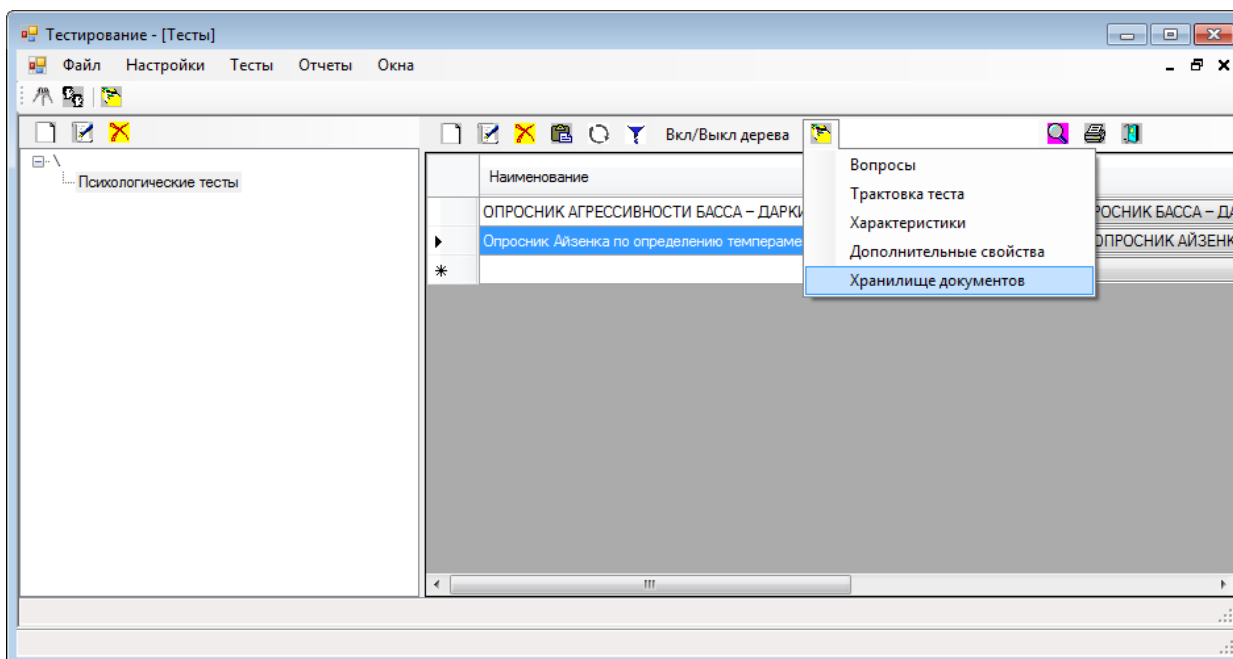 Тестирование - [Тесты]
Файл Настройки Тесты Отчеты Окна
Вкл/Выкл дерева
\
Психологические тесты
Наименование
ОПРОСНИК АГРЕССИВНОСТИ БАССА – ДАРКИ
Опросник Айзенка по определению темпераме
Вопросы
Трактовка теста
Характеристики
Дополнительные свойства
Хранилище документов
РОСНИК БАССА – ДА
ОПРОСНИК АЙЗЕНК